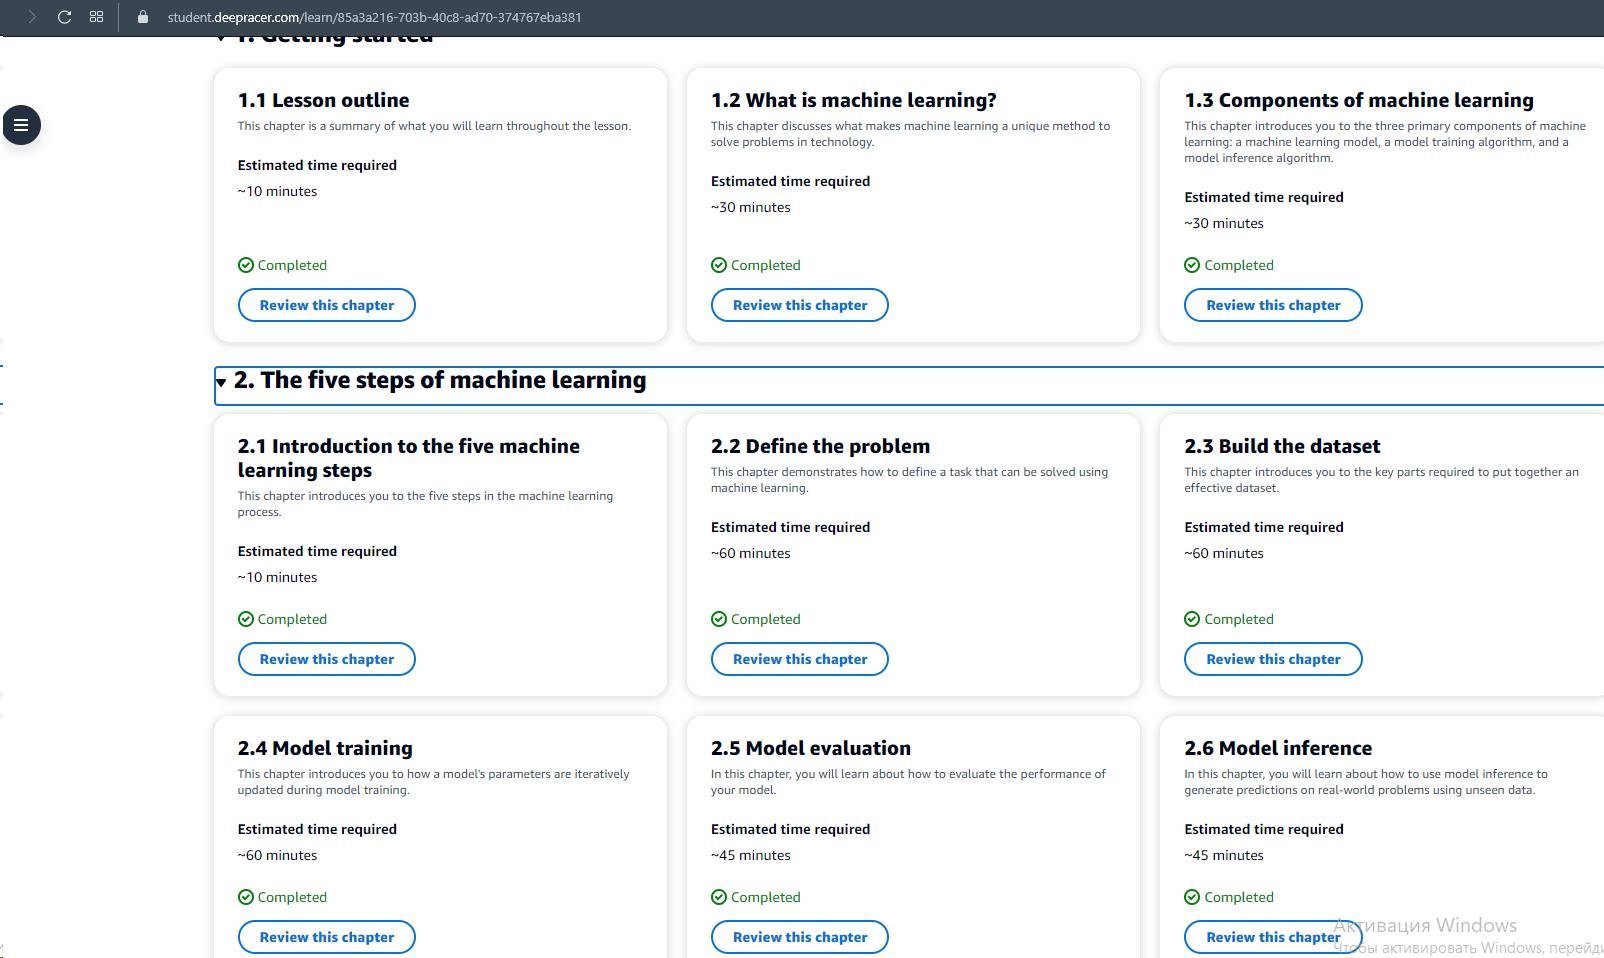 student.deepracer.com/learn/85a3a216-703b-40c8-ad70-374767eba381
1. Getting started
1.1 Lesson outline
This chapter is a summary of what you will learn throughout the lesson.
Estimated time required
~10 minutes
Completed
Review this chapter
1.2 What is machine learning?
This chapter discusses what makes machine learning a unique method to
solve problems in technology.
Estimated time required
~30 minutes
Completed
Review this chapter
1.3 Components of machine learning
This chapter introduces you to the three primary components of machine
learning: a machine learning model, a model training algorithm, and a
model inference algorithm.
Estimated time required
~30 minutes
Completed
Review this chapter
2. The five steps of machine learning
2.1 Introduction to the five machine
learning steps
This chapter introduces you to the five steps in the machine learning
process.
Estimated time required
~10 minutes
Completed
Review this chapter
2.2 Define the problem
This chapter demonstrates how to define a task that can be solved using
machine learning.
Estimated time required
~60 minutes
Completed
Review this chapter
2.3 Build the dataset
This chapter introduces you to the key parts required to put together an
effective dataset.
Estimated time required
~60 minutes
Completed
Review this chapter
2.4 Model training
This chapter introduces you to how a model's parameters are iteratively
updated during model training.
Estimated time required
~60 minutes
Completed
Review this chapter
2.5 Model evaluation
In this chapter, you will learn about how to evaluate the performance of
your model.
Estimated time required
~45 minutes
Completed
Review this chapter
2.6 Model inference
In this chapter, you will learn about how to use model inference to
generate predictions on real-world problems using unseen data.
Estimated time required
~45 minutes
Completed
Review this chapter
Активация Windows
Чтобы активировать Windows,